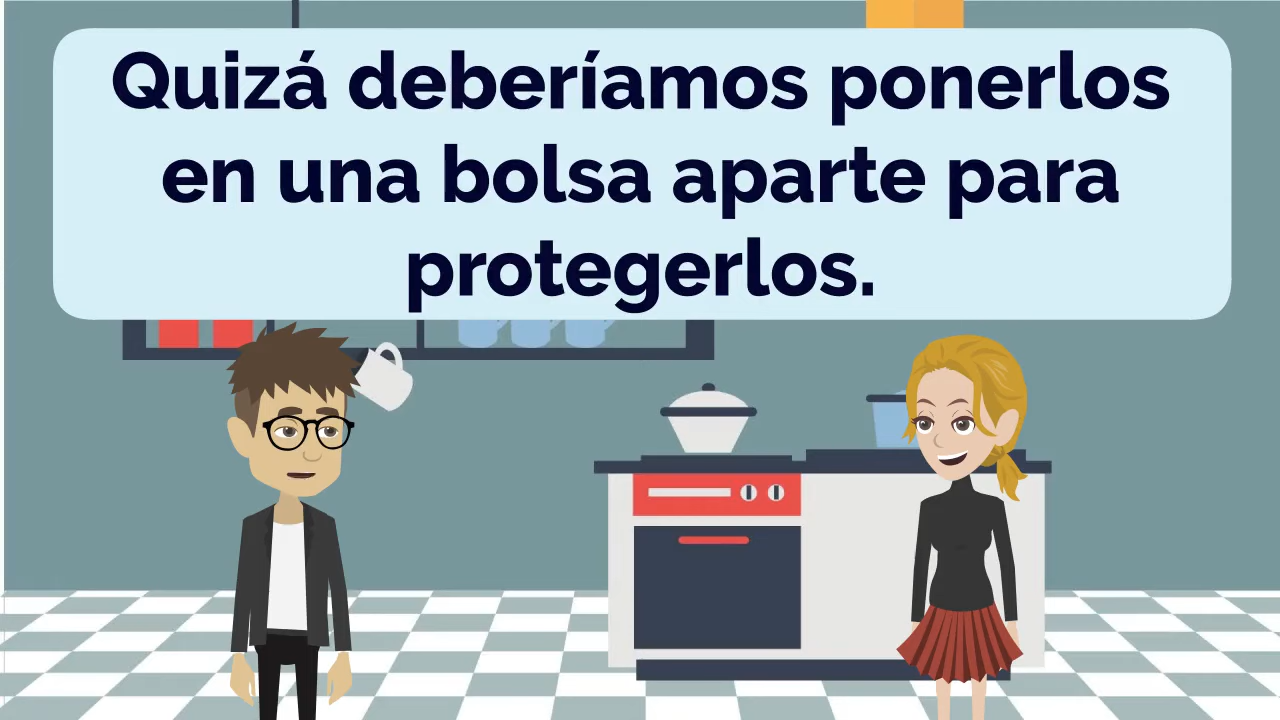 Quizá deberíamos ponerlos
en una bolsa aparte para
protegerlos.